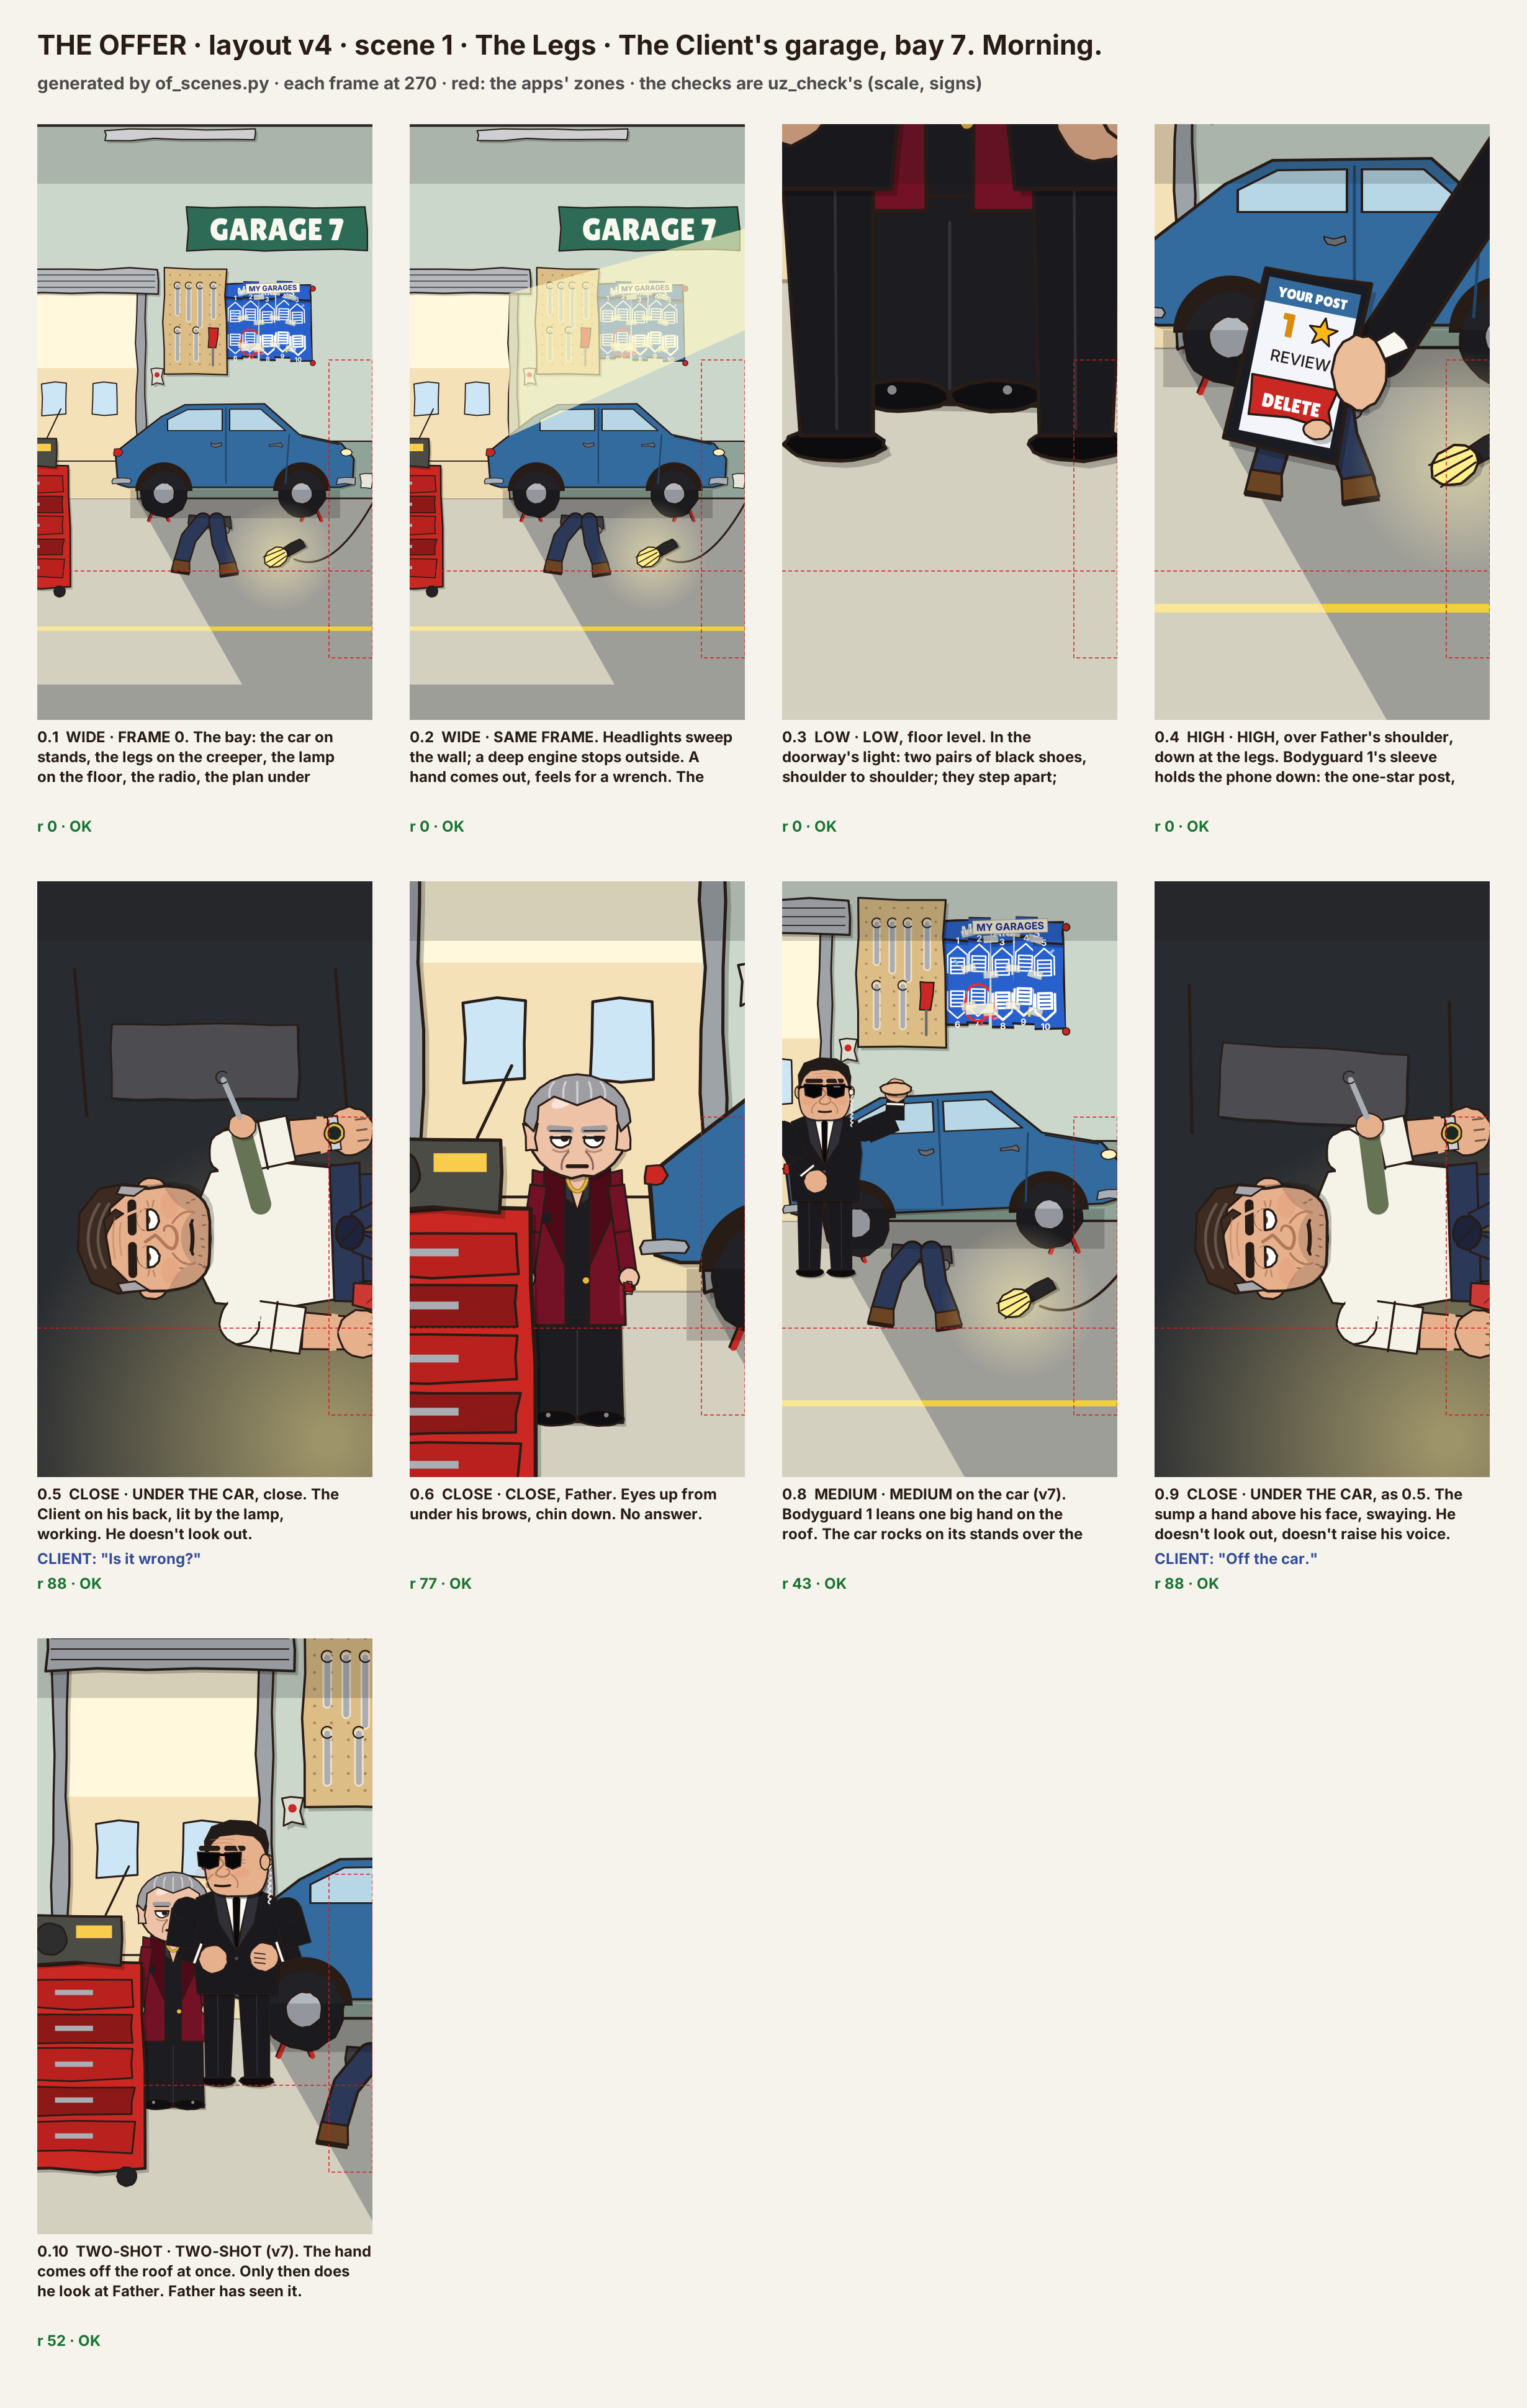 THE OFFER · layout v4 · scene 1 · The Legs · The Client's garage, bay 7. Morning.
generated by of_scenes.py · each frame at 270 · red: the apps' zones · the checks are uz_check's (scale, signs)
GARAGE 7
MY GARAGES
GARAGE 7
MY GARAGES
YOUR POST
1
REVIEW
DELETE
0.1 WIDE · FRAME 0. The bay: the car on
stands, the legs on the creeper, the lamp
on the floor, the radio, the plan under
r 0 · OK
0.2 WIDE · SAME FRAME. Headlights sweep
the wall; a deep engine stops outside. A
hand comes out, feels for a wrench. The
r 0 · OK
0.3 LOW · LOW, floor level. In the
doorway's light: two pairs of black shoes,
shoulder to shoulder; they step apart;
r 0 · OK
0.4 HIGH · HIGH, over Father's shoulder,
down at the legs. Bodyguard 1's sleeve
holds the phone down: the one-star post,
r 0 · OK
MY GARAGES
1 2 3 4 5
6 7 8 9 10
0.5 CLOSE · UNDER THE CAR, close. The
Client on his back, lit by the lamp,
working. He doesn't look out.
CLIENT: "Is it wrong?"
r 88 · OK
0.6 CLOSE · CLOSE, Father. Eyes up from
under his brows, chin down. No answer.
r 77 · OK
0.8 MEDIUM · MEDIUM on the car (v7).
Bodyguard 1 leans one big hand on the
roof. The car rocks on its stands over the
r 43 · OK
0.9 CLOSE · UNDER THE CAR, as 0.5. The
sump a hand above his face, swaying. He
doesn't look out, doesn't raise his voice.
CLIENT: "Off the car."
r 88 · OK
0.10 TWO-SHOT · TWO-SHOT (v7). The hand
comes off the roof at once. Only then does
he look at Father. Father has seen it.
r 52 · OK